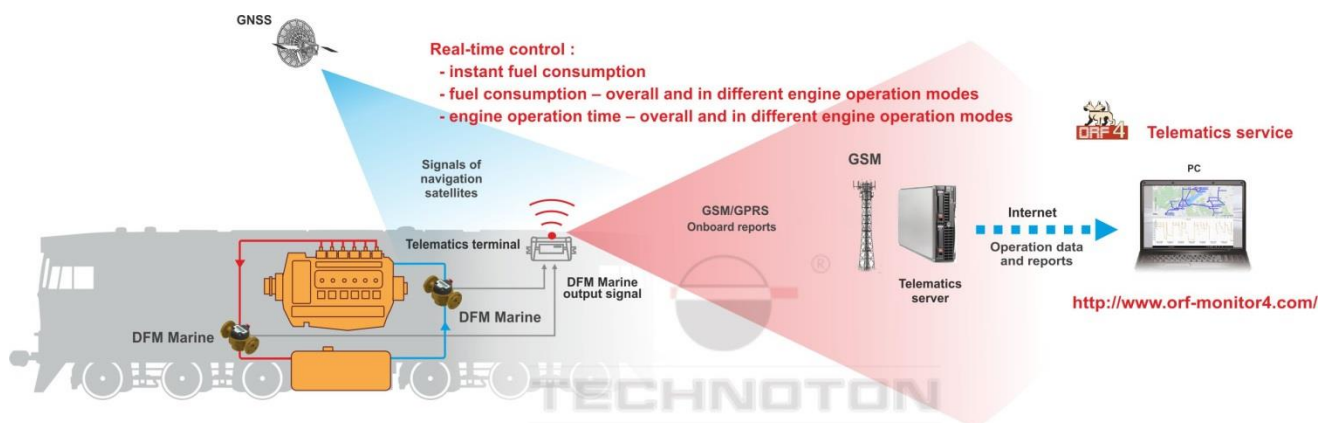 GNSS
Real-time control :
- instant fuel consumption
- fuel consumption – overall and in different engine operation modes
- engine operation time – overall and in different engine operation modes
ORF 4
Telematics service
Signals of
navigation
satellites
GSM
PC
GSM/GPRS
Onboard reports
Internet
Operation data
and reports
Telematics terminal
DFM Marine
output signal
Telematics
server
®
DFM Marine
DFM Marine
http://www.orf-monitor4.com/
TECHNOTON